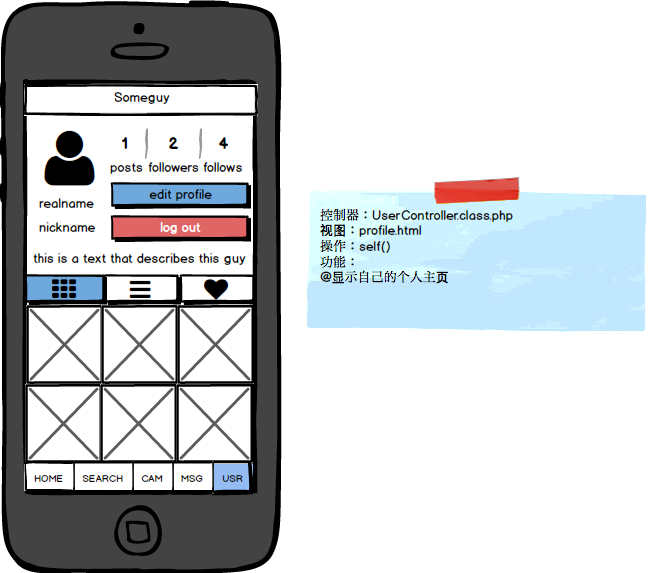 Someguy
1 2 4
posts followers follows
edit profile
realname
nickname
log out
this is a text that describes this guy
HOME SEARCH CAM MSG USR
控制器：UserController.class.php
视图：profile.html
操作：self()
功能：
@显示自己的个人主页